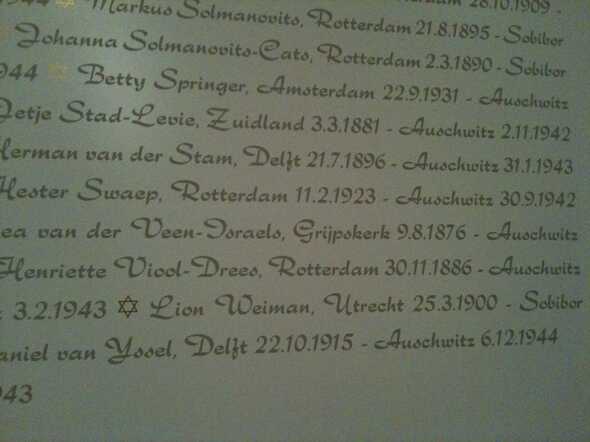 944 ✡ Markus Solmanovits, Rotterdam 21.8.1895 - Sobibor
Johanna Solmanovits-Cats, Rotterdam 2.3.1890 - Sobibor
944 ✡ Betty Springer, Amsterdam 22.9.1931 - Auschwitz
Jetje Stad-Levie, Zuidland 3.3.1881 - Auschwitz 2.11.1942
Herman van der Stam, Delft 21.7.1896 - Auschwitz 31.1.1943
Hester Swaep, Rotterdam 11.2.1923 - Auschwitz 30.9.1942
ea van der Veen-Israels, Grijpskerk 9.8.1876 - Auschwitz
Henriette Viool-Drees, Rotterdam 30.11.1886 - Auschwitz
3.2.1943 ✡ Lion Weiman, Utrecht 25.3.1900 - Sobibor
aniel van Yssel, Delft 22.10.1915 - Auschwitz 6.12.1944
943